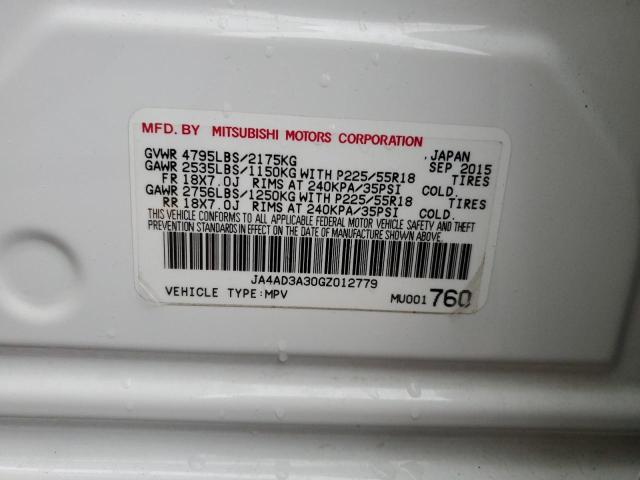 MFD. BY MITSUBISHI MOTORS CORPORATION
GVWR 4795LBS/2175KG JAPAN SEP 2015
GAWR 2535LBS/1150KG WITH P225/55R18 TIRES
FR 18X7.0J RIMS AT 240KPA/35PSI COLD.
GAWR 2756LBS/1250KG WITH P225/55R18 TIRES
RR 18X7.0J RIMS AT 240KPA/35PSI COLD.
THIS VEHICLE CONFORMS TO ALL APPLICABLE FEDERAL MOTOR VEHICLE SAFETY AND THEFT
PREVENTION STANDARDS IN EFFECT ON THE DATE OF MANUFACTURE SHOWN ABOVE.
JA4AD3A30GZ012779
VEHICLE TYPE:MPV MU001760